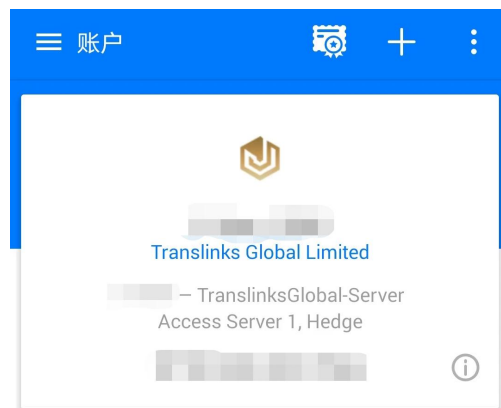 账户
Translinks Global Limited
– TranslinksGlobal-Server
Access Server 1, Hedge